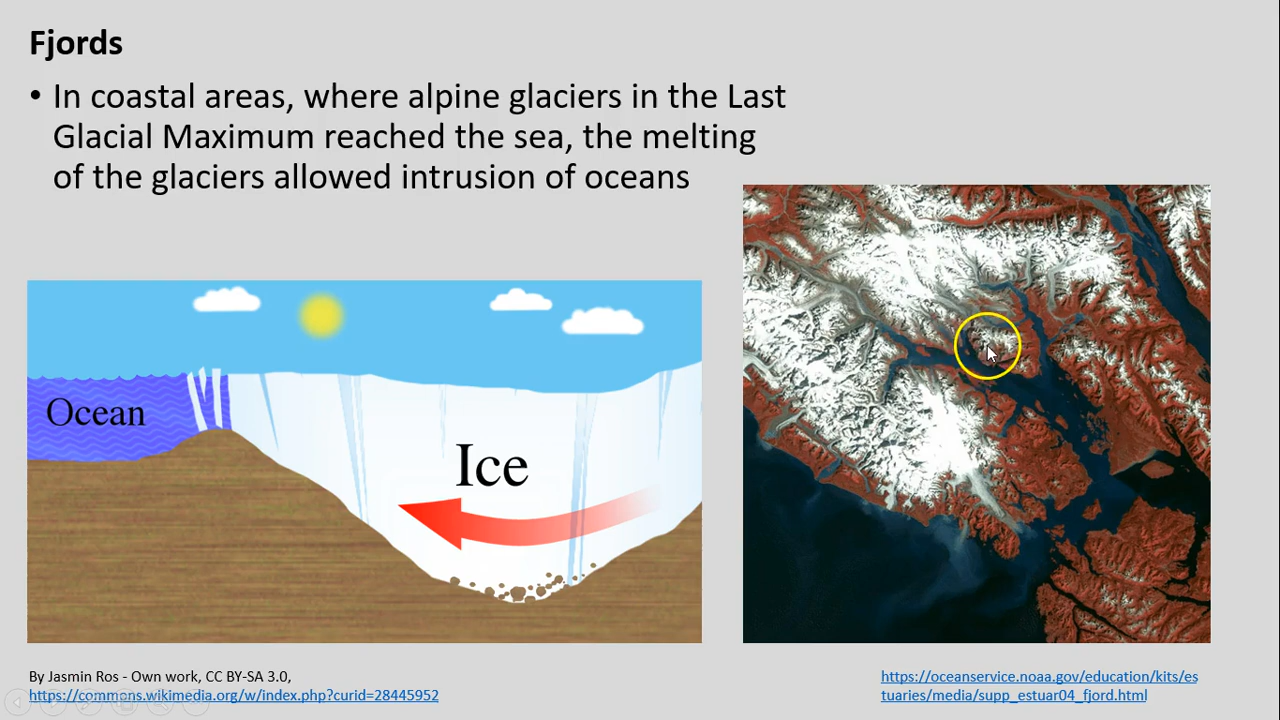 Fjords
• In coastal areas, where alpine glaciers in the Last
Glacial Maximum reached the sea, the melting
of the glaciers allowed intrusion of oceans
Ocean
Ice
By Jasmin Ros - Own work, CC BY-SA 3.0,
https://commons.wikimedia.org/w/index.php?curid=28445952
https://oceanservice.noaa.gov/education/kits/es
tuaries/media/supp_estuar04_fjord.html